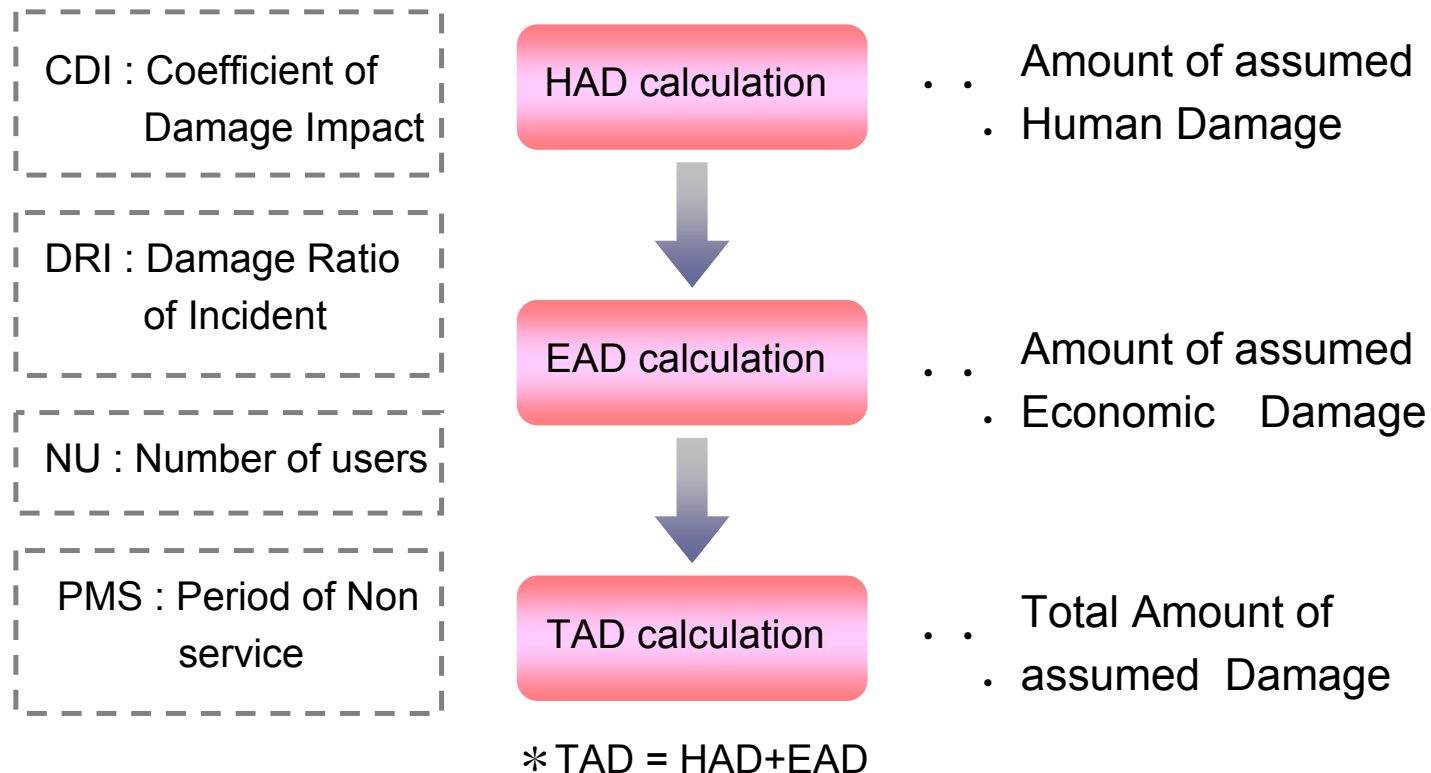 CDI : Coefficient of
Damage Impact
DRI : Damage Ratio
of Incident
NU : Number of users
PMS : Period of Non
service
HAD calculation
EAD calculation
TAD calculation
＊TAD = HAD+EAD
・・・ Amount of assumed
Human Damage
・・・ Amount of assumed
Economic　Damage
・・・ Total Amount of
assumed Damage